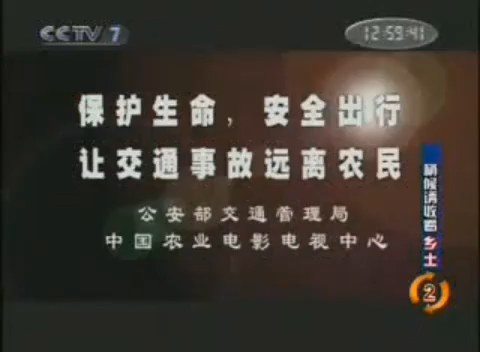 CCTV 7
12:59:41
保护生命，安全出行
让交通事故远离农民
公安部交通管理局
中国农业电影电视中心
稍候请收看 乡土
2